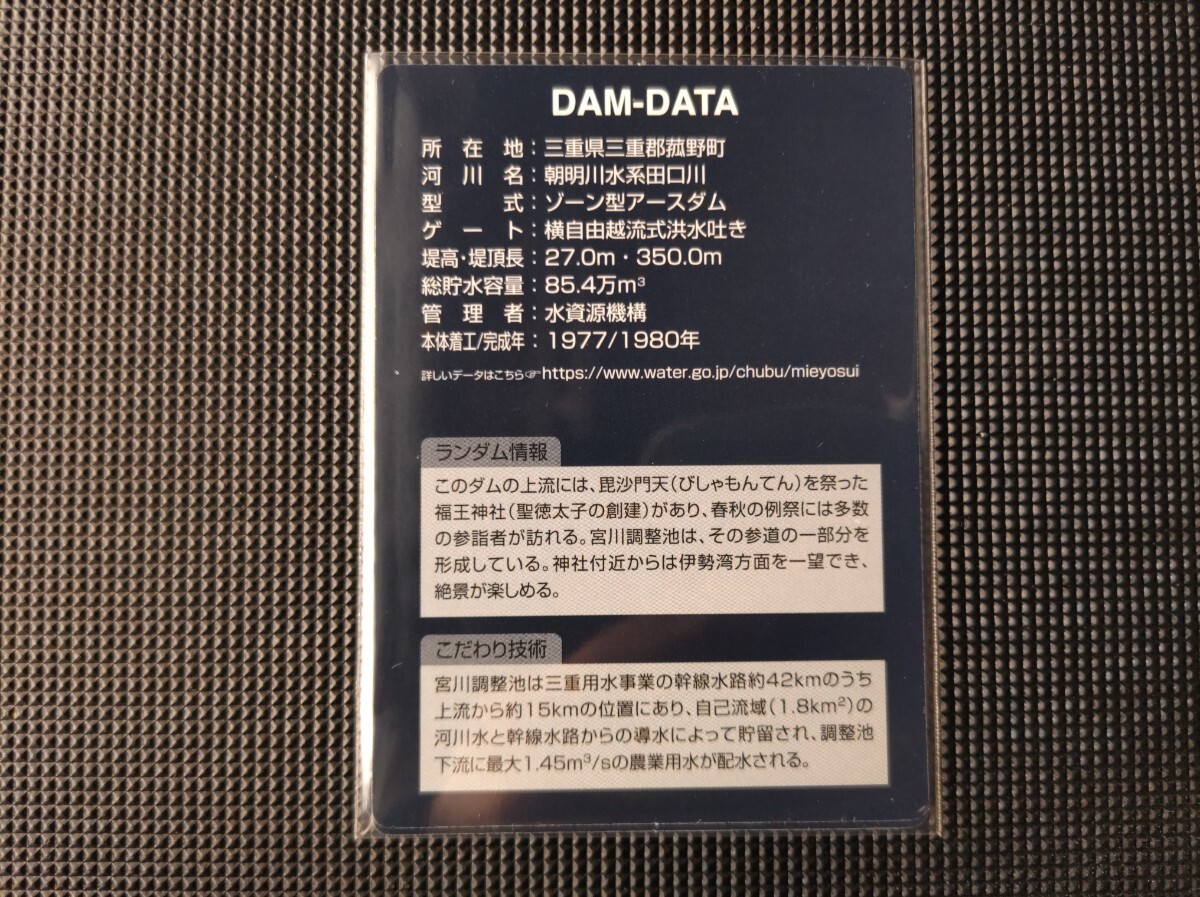 DAM-DATA
所在地：三重県三重郡菰野町
河川名：朝明川水系田口川
型式：ゾーン型アースダム
ゲート：横自由越流式洪水吐き
堤高・堤頂長：27.0m・350.0m
総貯水容量：85.4万m³
管理者：水資源機構
本体着工/完成年：1977/1980年
詳しいデータはこちら☞https://www.water.go.jp/chubu/mieyosui
ランダム情報
このダムの上流には、毘沙門天(びしゃもんてん)を祭った
福王神社(聖徳太子の創建)があり、春秋の例祭には多数
の参詣者が訪れる。宮川調整池は、その参道の一部分を
形成している。神社付近からは伊勢湾方面を一望でき、
絶景が楽しめる。
こだわり技術
宮川調整池は三重用水事業の幹線水路約42kmのうち
上流から約15kmの位置にあり、自己流域(1.8km²)の
河川水と幹線水路からの導水によって貯留され、調整池
下流に最大1.45m³/sの農業用水が配水される。